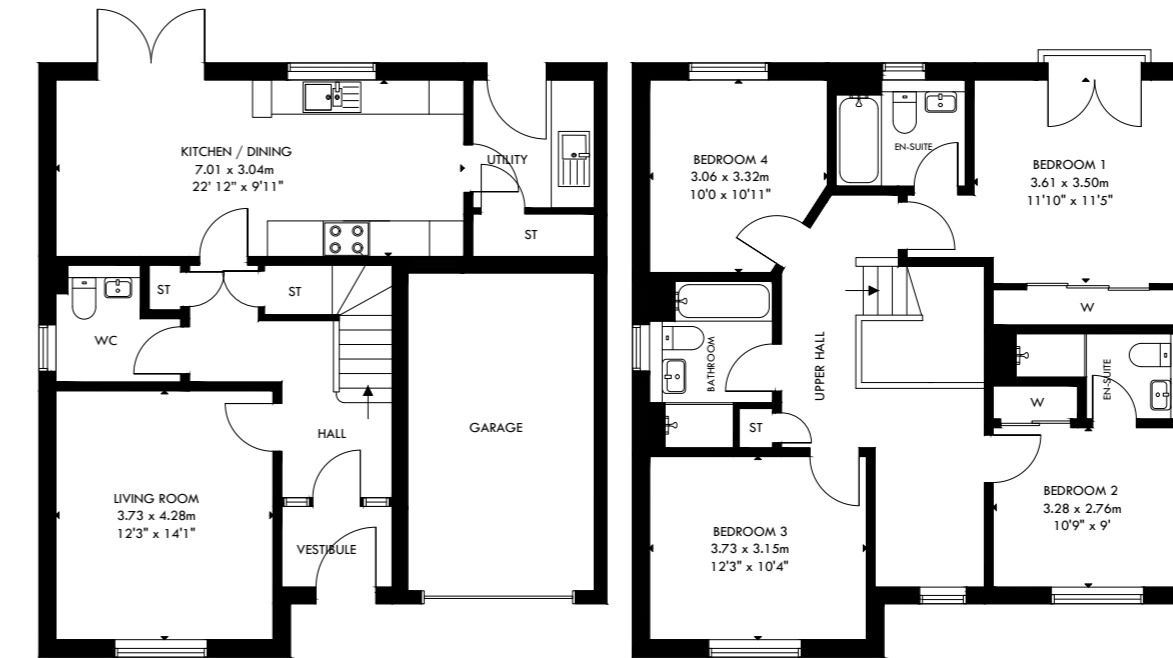 KITCHEN / DINING
7.01 x 3.04m
22' 12" x 9'11"
UTILITY
ST
ST
ST
WC
HALL
GARAGE
LIVING ROOM
3.73 x 4.28m
12'3" x 14'1"
VESTIBULE
BEDROOM 4
3.06 x 3.32m
10'0 x 10'11"
EN-SUITE
BEDROOM 1
3.61 x 3.50m
11'10" x 11'5"
W
BATHROOM
UPPER HALL
EN-SUITE
W
ST
BEDROOM 3
3.73 x 3.15m
12'3" x 10'4"
BEDROOM 2
3.28 x 2.76m
10'9" x 9'